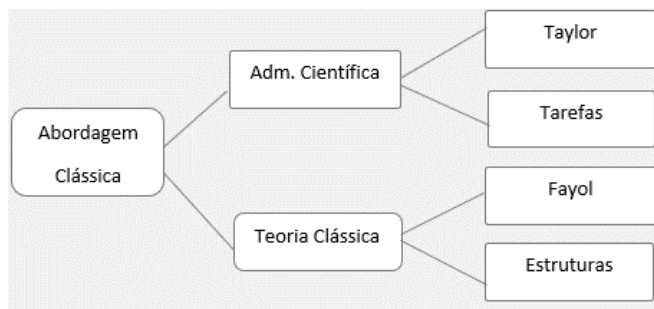 Abordagem
Clássica
Adm. Científica
Taylor
Tarefas
Teoria Clássica
Fayol
Estruturas